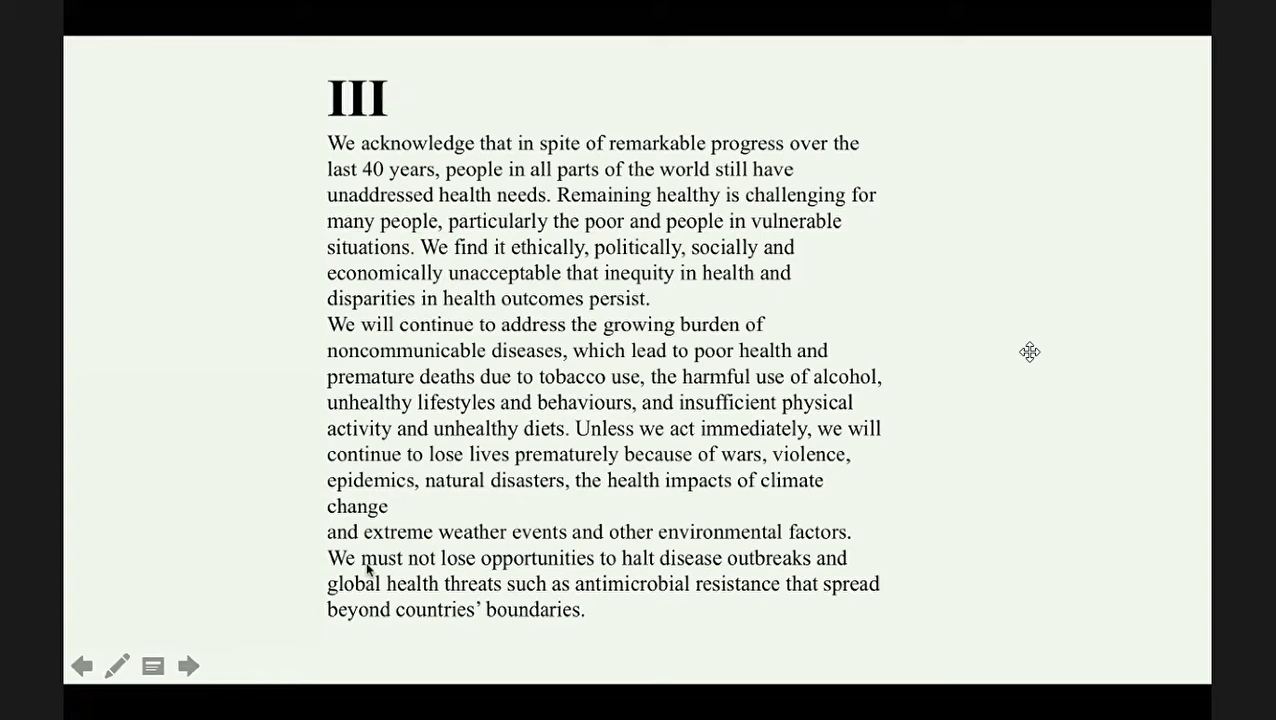 III
We acknowledge that in spite of remarkable progress over the
last 40 years, people in all parts of the world still have
unaddressed health needs. Remaining healthy is challenging for
many people, particularly the poor and people in vulnerable
situations. We find it ethically, politically, socially and
economically unacceptable that inequity in health and
disparities in health outcomes persist.
We will continue to address the growing burden of
noncommunicable diseases, which lead to poor health and
premature deaths due to tobacco use, the harmful use of alcohol,
unhealthy lifestyles and behaviours, and insufficient physical
activity and unhealthy diets. Unless we act immediately, we will
continue to lose lives prematurely because of wars, violence,
epidemics, natural disasters, the health impacts of climate
change
and extreme weather events and other environmental factors.
We must not lose opportunities to halt disease outbreaks and
global health threats such as antimicrobial resistance that spread
beyond countries’ boundaries.